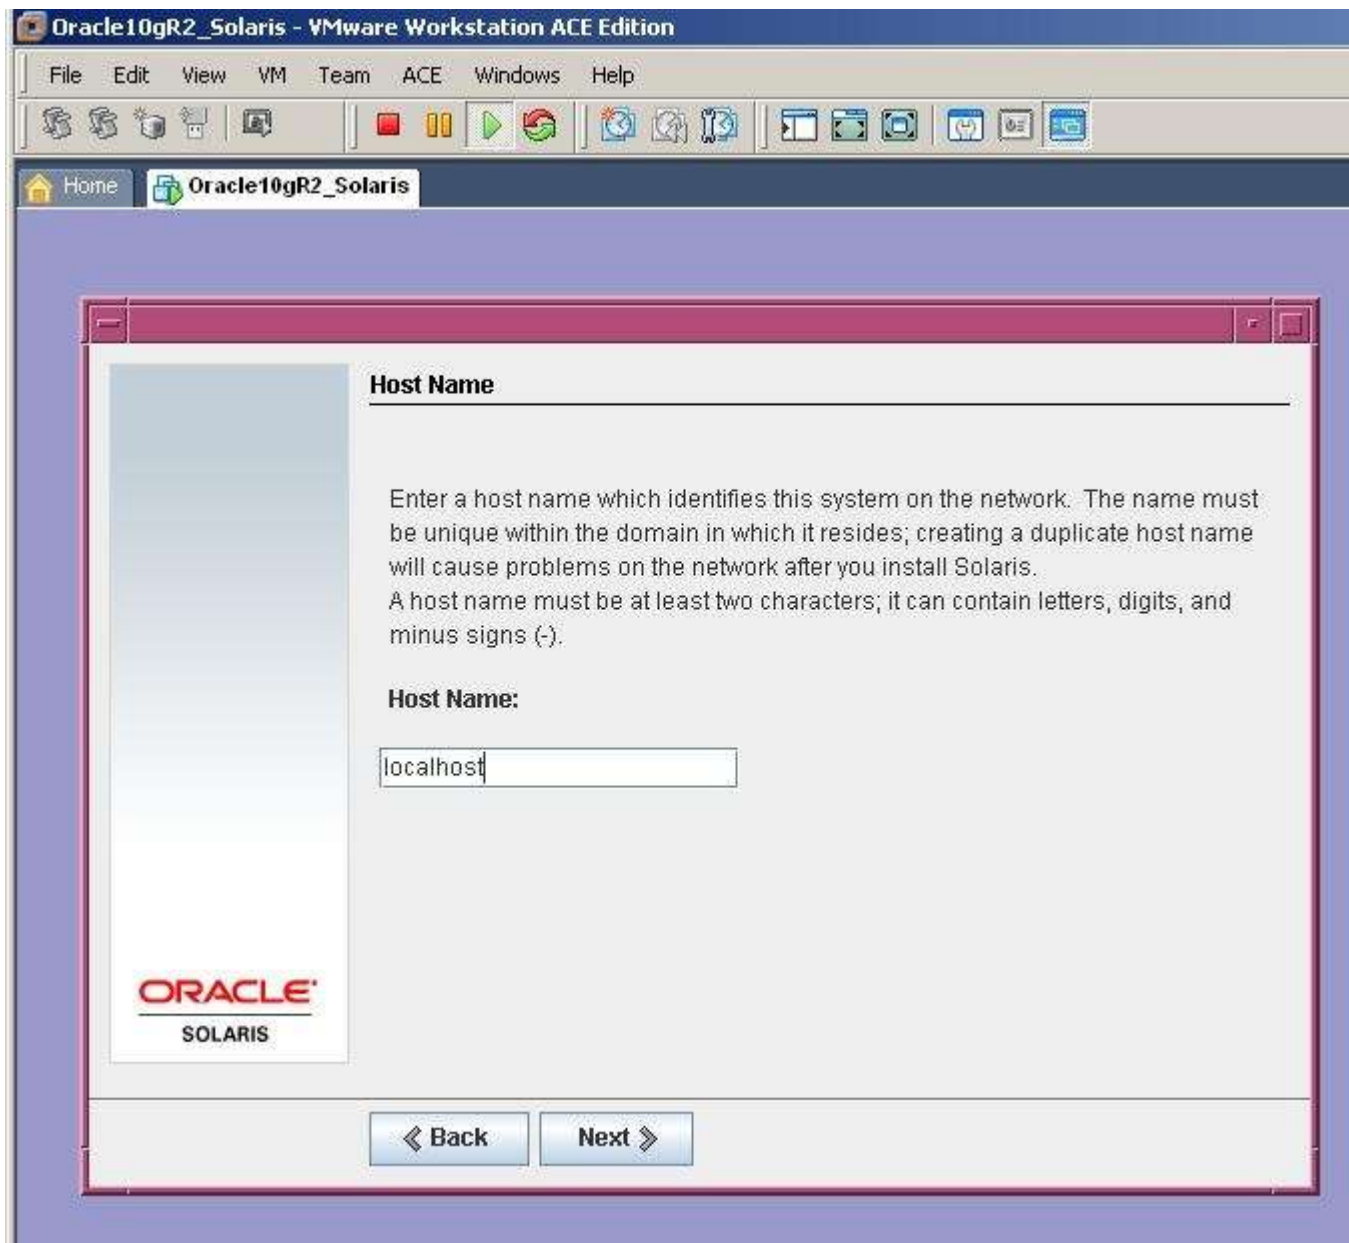 Oracle10gR2_Solaris - VMware Workstation ACE Edition
File Edit View VM Team ACE Windows Help
Home Oracle10gR2_Solaris
Host Name
Enter a host name which identifies this system on the network. The name must
be unique within the domain in which it resides; creating a duplicate host name
will cause problems on the network after you install Solaris.
A host name must be at least two characters; it can contain letters, digits, and
minus signs (-).
Host Name:
localhost
ORACLE
SOLARIS
Back Next